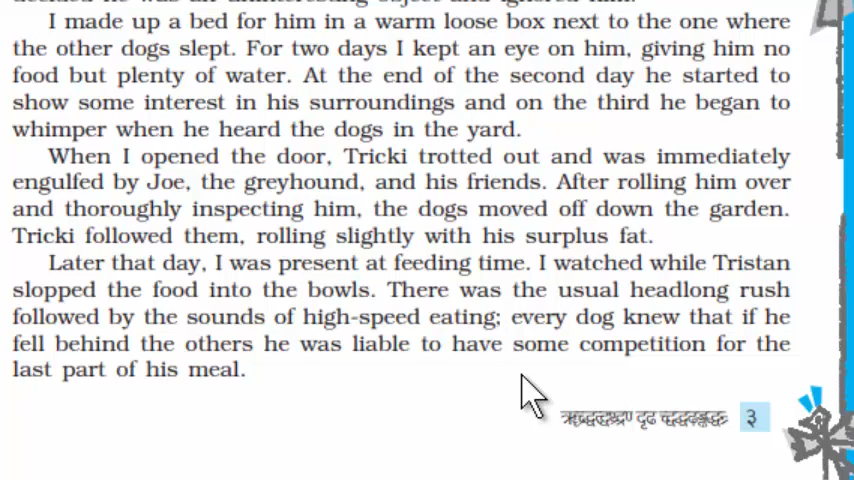 I made up a bed for him in a warm loose box next to the one where
the other dogs slept. For two days I kept an eye on him, giving him no
food but plenty of water. At the end of the second day he started to
show some interest in his surroundings and on the third he began to
whimper when he heard the dogs in the yard.
When I opened the door, Tricki trotted out and was immediately
engulfed by Joe, the greyhound, and his friends. After rolling him over
and thoroughly inspecting him, the dogs moved off down the garden.
Tricki followed them, rolling slightly with his surplus fat.
Later that day, I was present at feeding time. I watched while Tristan
slopped the food into the bowls. There was the usual headlong rush
followed by the sounds of high-speed eating; every dog knew that if he
fell behind the others he was liable to have some competition for the
last part of his meal.
३